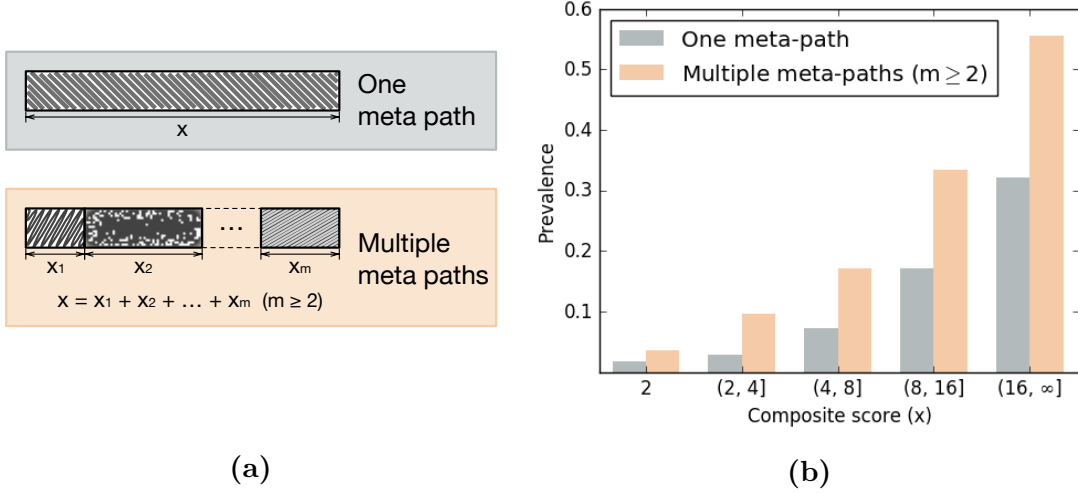 One
meta path
x
Multiple
meta paths
...
x1 x2 xm
x = x1 + x2 + ... + xm (m ≥ 2)
(a)
0.6
0.5
0.4
0.3
0.2
0.1
Prevalence
One meta-path
Multiple meta-paths (m ≥ 2)
2 (2, 4] (4, 8] (8, 16] (16, ∞]
Composite score (x)
(b)